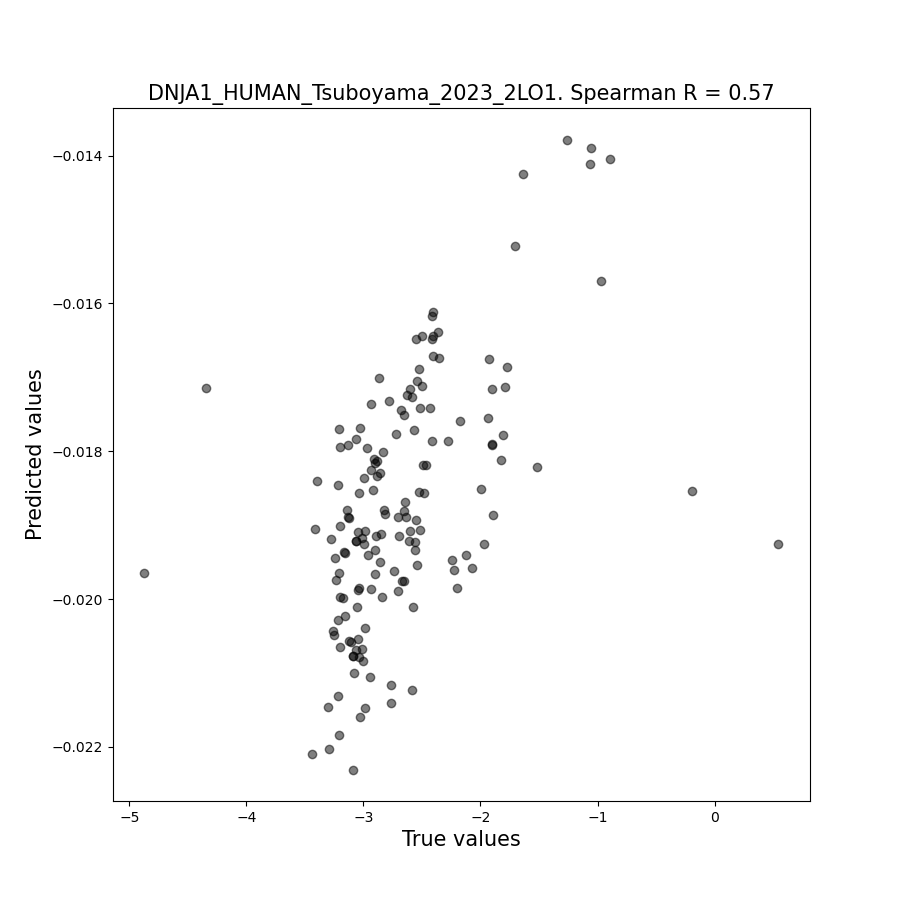 DNJA1_HUMAN_Tsuboyama_2023_2LO1. Spearman R = 0.57
Predicted values
−0.014
−0.016
−0.018
−0.020
−0.022
−5 −4 −3 −2 −1 0
True values